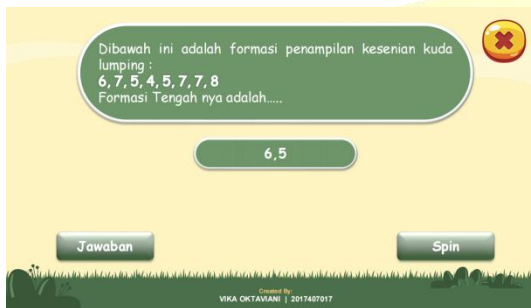 Dibawah ini adalah formasi penampilan kesenian kuda
lumping :
6, 7, 5, 4, 5, 7, 7, 8
Formasi Tengah nya adalah.....
6,5
Jawaban
Spin
Created By:
VIKA OKTAVIANI | 2017407017